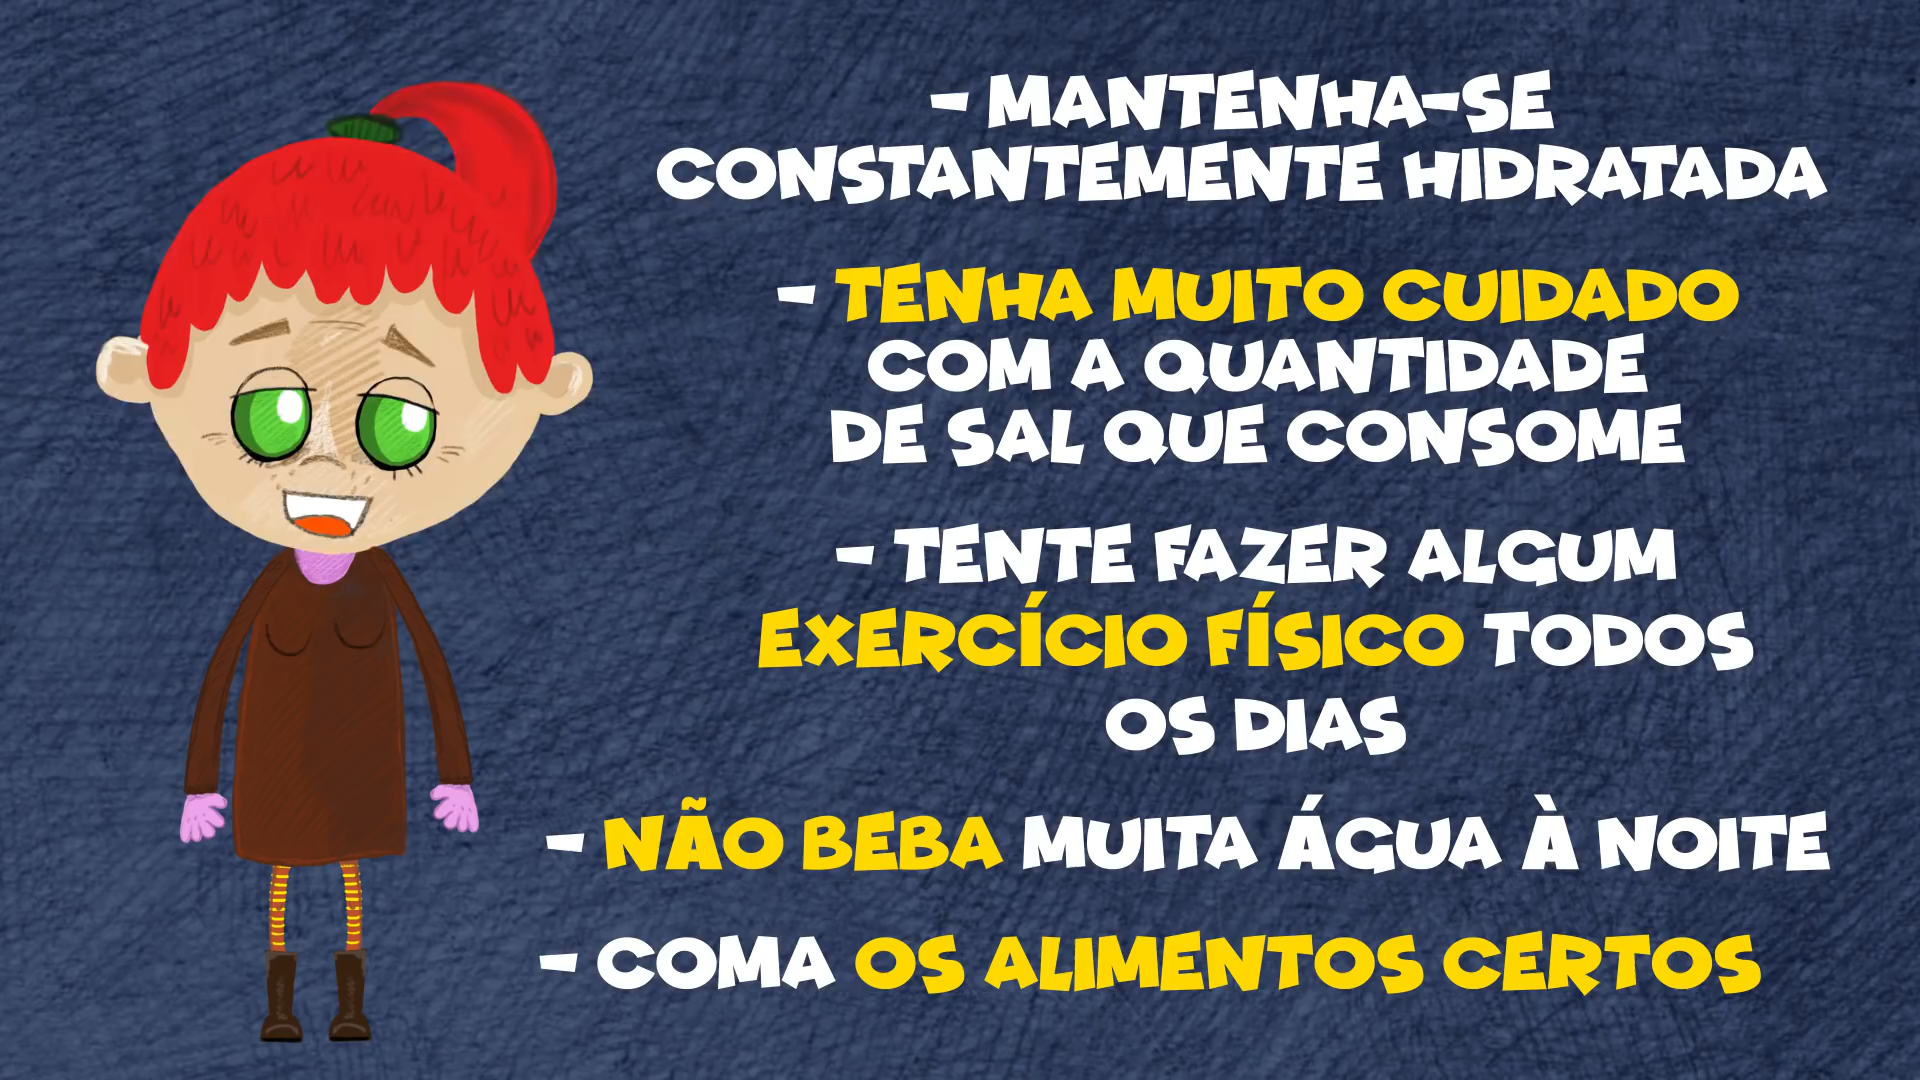 - MANTENHA-SE
CONSTANTEMENTE HIDRATADA
- TENHA MUITO CUIDADO
COM A QUANTIDADE
DE SAL QUE CONSOME
- TENTE FAZER ALGUM
EXERCÍCIO FÍSICO TODOS
OS DIAS
- NÃO BEBA MUITA ÁGUA À NOITE
- COMA OS ALIMENTOS CERTOS